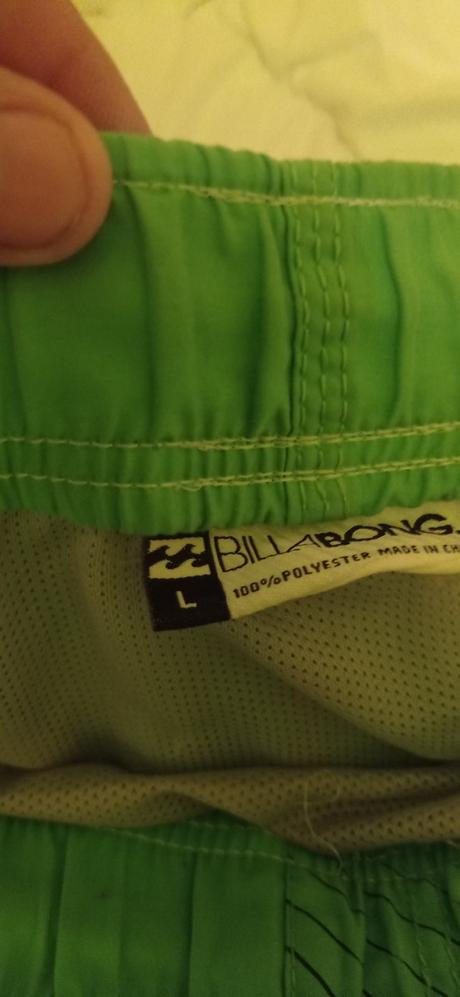 BILLABONG
L
100% POLYESTER MADE IN CH